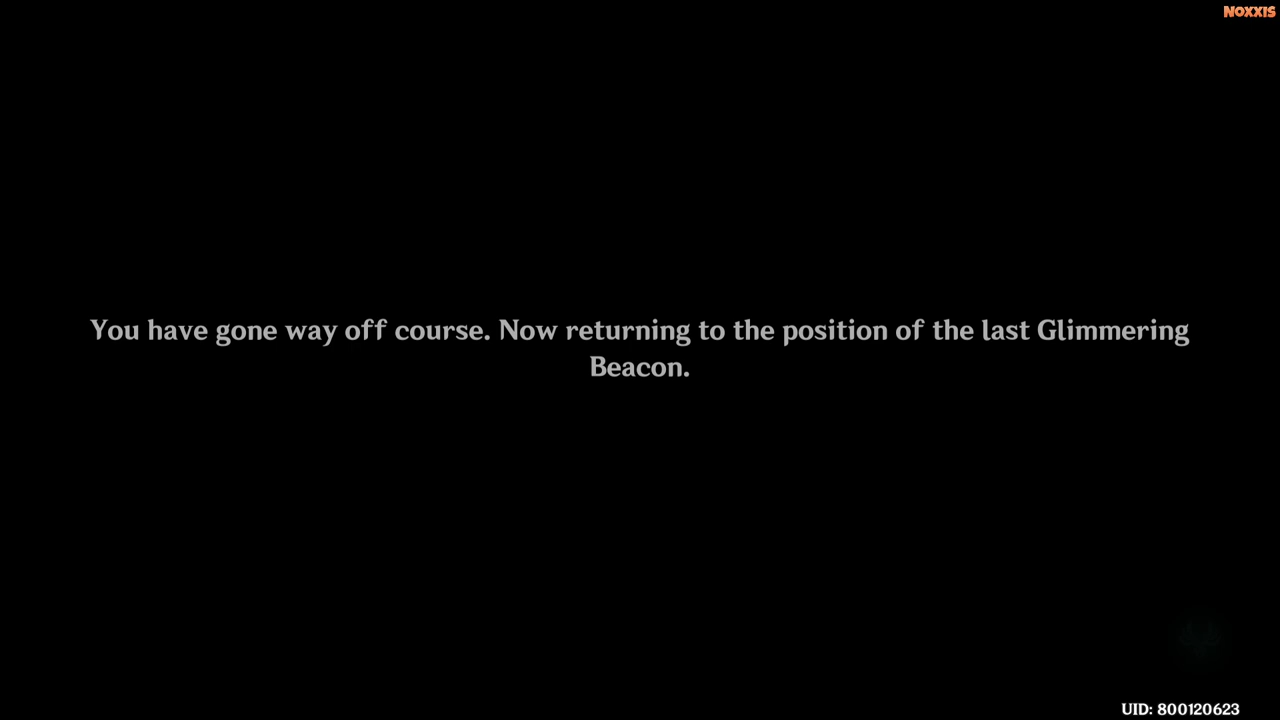 NOXXIS
You have gone way off course. Now returning to the position of the last Glimmering
Beacon.
UID: 800120623